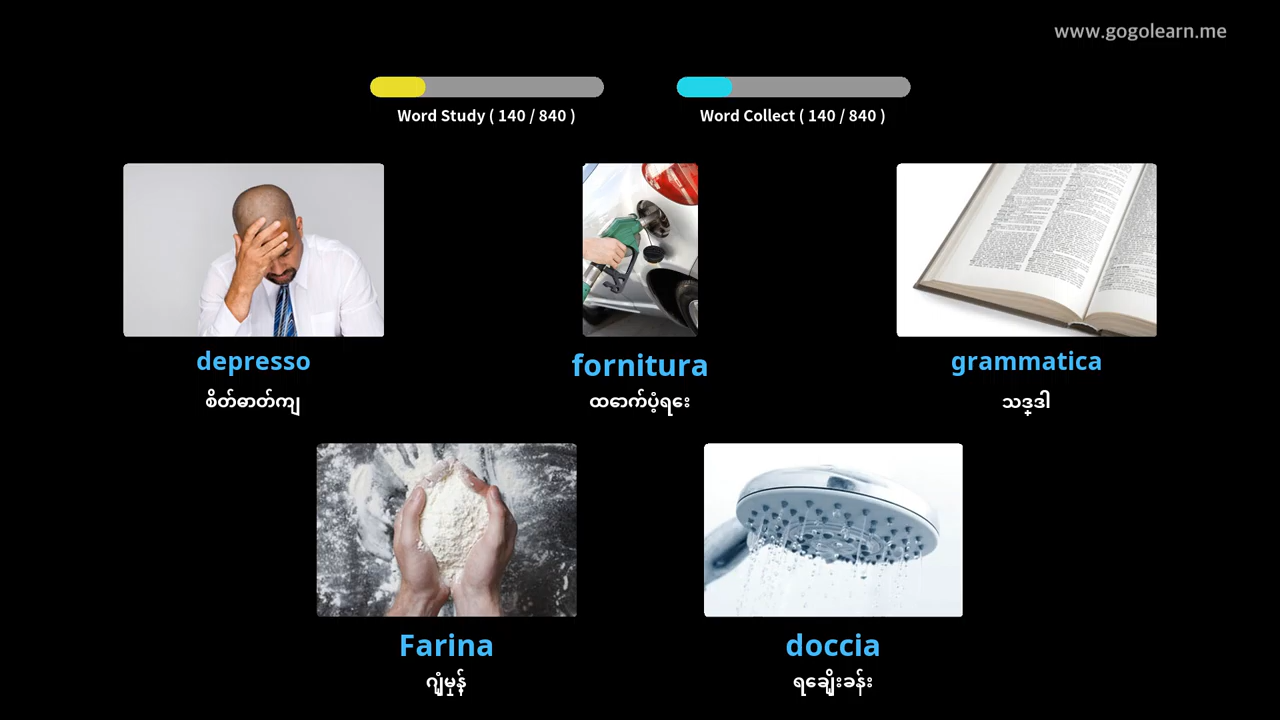 www.gogolearn.me
Word Study ( 140 / 840 )
Word Collect ( 140 / 840 )
depresso
fornitura
grammatica
စိတ်ဓာတ်ကျ
ထောက်ပံ့ရေး
သဒ္ဒါ
Farina
doccia
ဂျုံမှုန့်
ရေချိုးခန်း